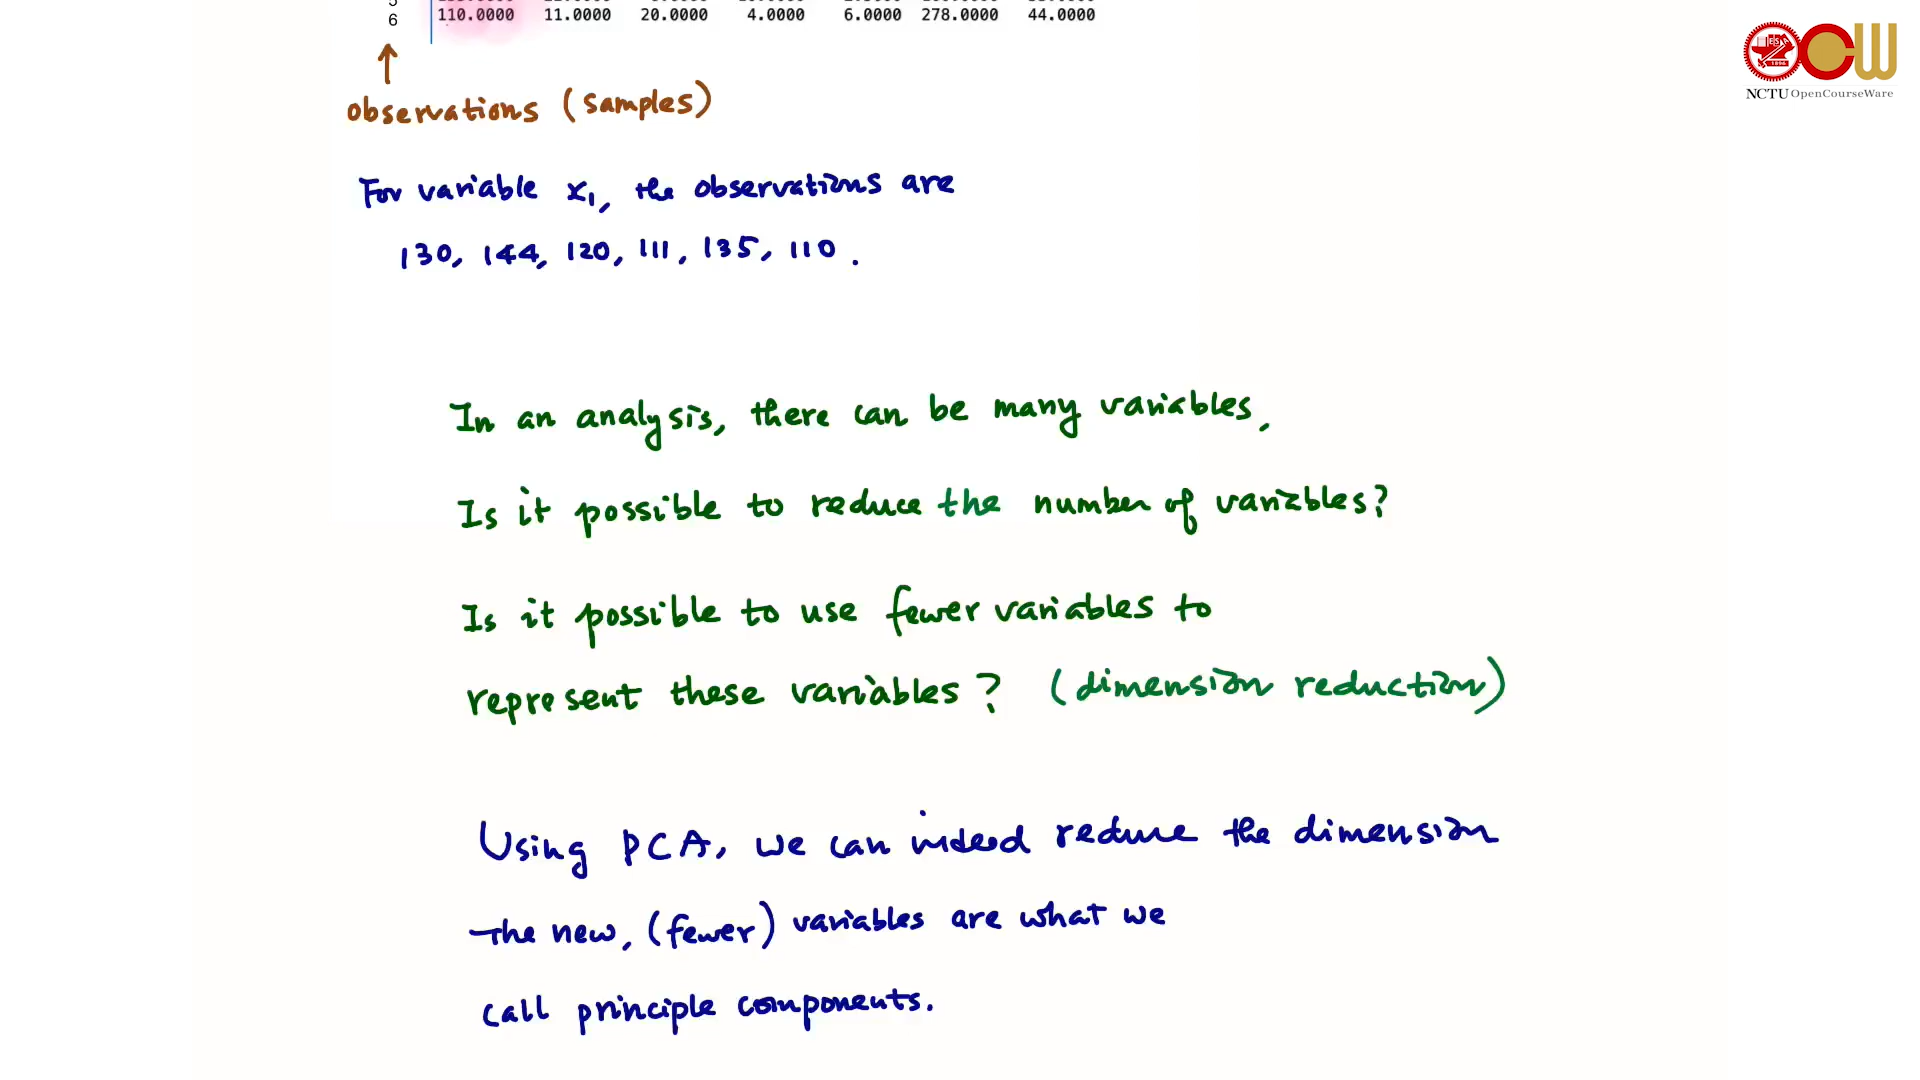 5
6 110.0000 11.0000 20.0000 4.0000 6.0000 278.0000 44.0000
NCTU OpenCourseWare
observations (samples)
For variable x₁, the observations are
130, 144, 120, 111, 135, 110.
In an analysis, there can be many variables,
Is it possible to reduce the number of variables?
Is it possible to use fewer variables to
represent these variables? (dimension reduction)
Using PCA, we can indeed reduce the dimension
The new, (fewer) variables are what we
call principle components.